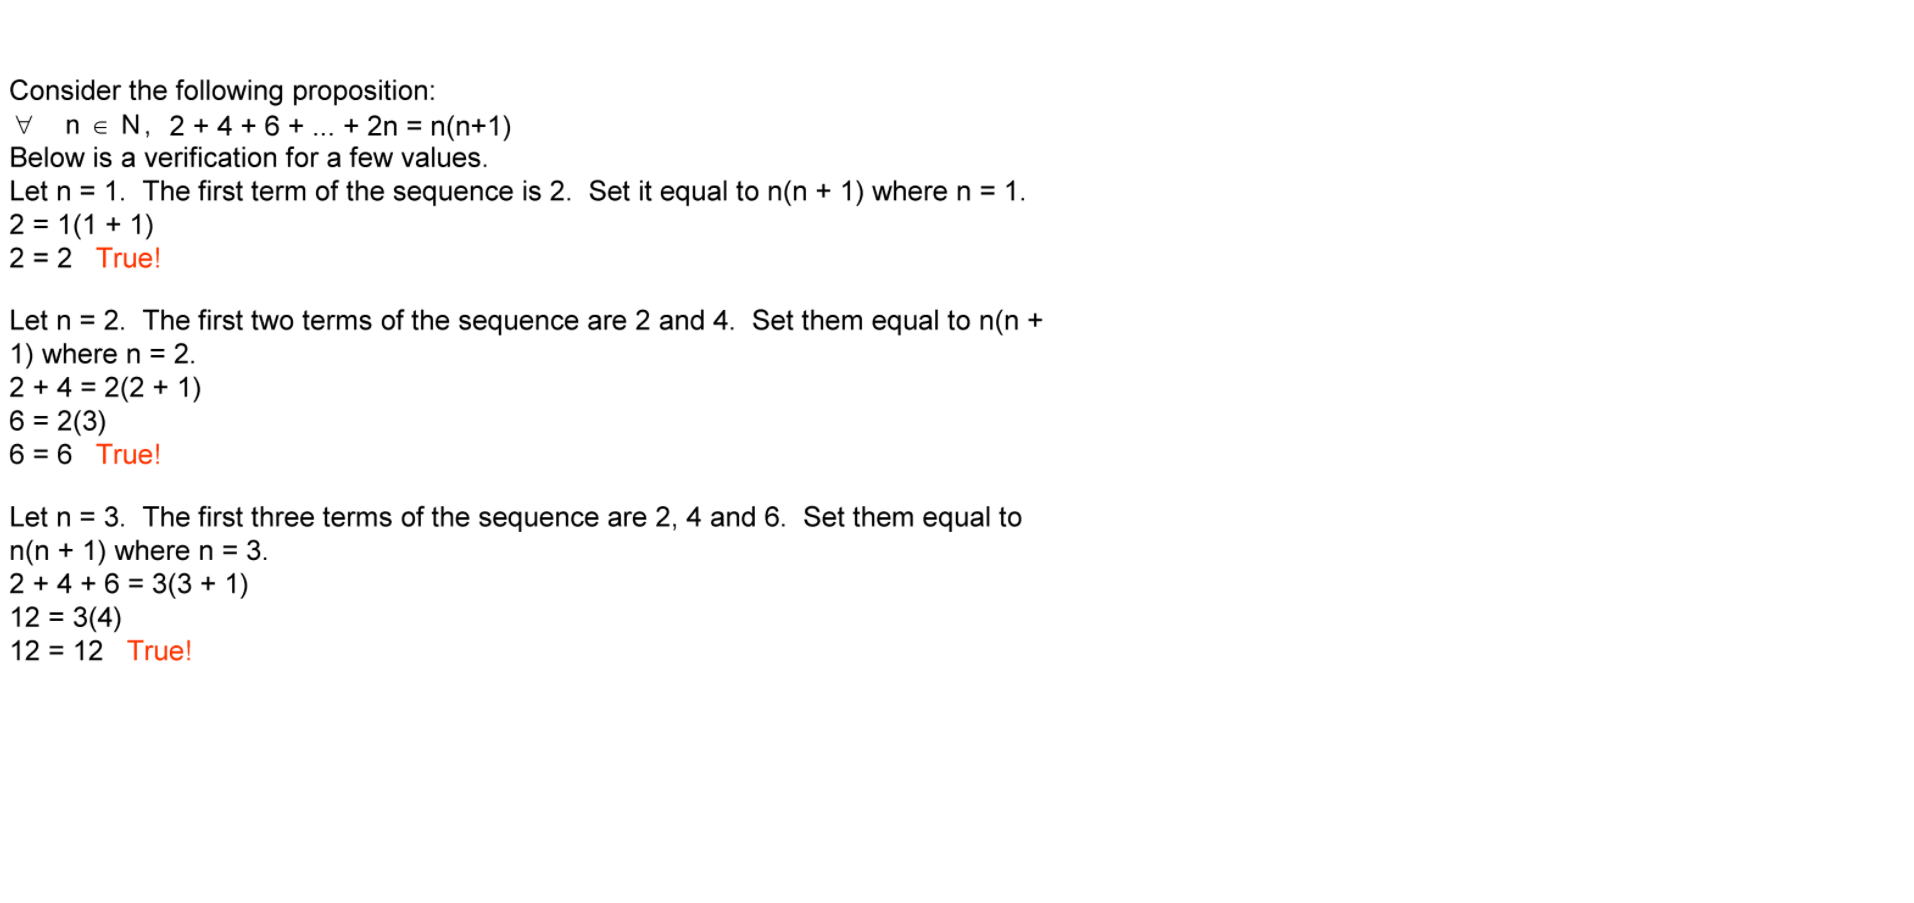 Consider the following proposition:
∀ n ∈ N, 2 + 4 + 6 + ... + 2n = n(n+1)
Below is a verification for a few values.
Let n = 1. The first term of the sequence is 2. Set it equal to n(n + 1) where n = 1.
2 = 1(1 + 1)
2 = 2 True!
Let n = 2. The first two terms of the sequence are 2 and 4. Set them equal to n(n +
1) where n = 2.
2 + 4 = 2(2 + 1)
6 = 2(3)
6 = 6 True!
Let n = 3. The first three terms of the sequence are 2, 4 and 6. Set them equal to
n(n + 1) where n = 3.
2 + 4 + 6 = 3(3 + 1)
12 = 3(4)
12 = 12 True!